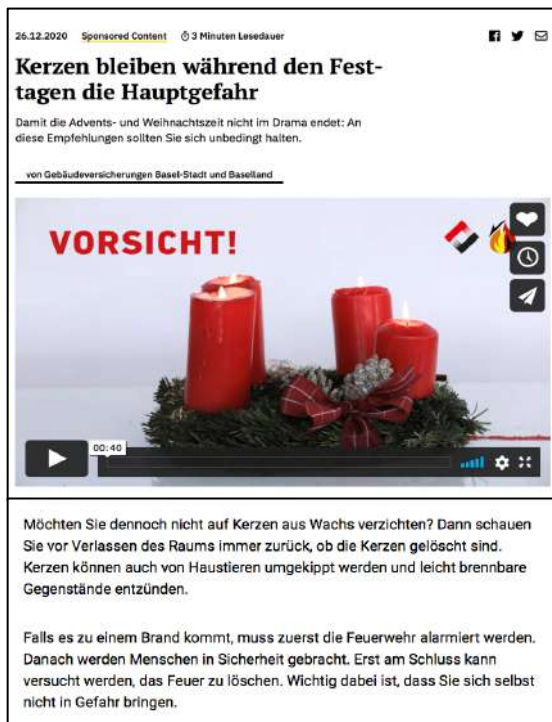 26.12.2020 Sponsored Content 3 Minuten Lesedauer
Kerzen bleiben während den Fest-
tagen die Hauptgefahr
Damit die Advents- und Weihnachtszeit nicht im Drama endet: An
diese Empfehlungen sollten Sie sich unbedingt halten.
von Gebäudeversicherungen Basel-Stadt und Baselland
VORSICHT!
00:40
Möchten Sie dennoch nicht auf Kerzen aus Wachs verzichten? Dann schauen
Sie vor Verlassen des Raums immer zurück, ob die Kerzen gelöscht sind.
Kerzen können auch von Haustieren umgekippt werden und leicht brennbare
Gegenstände entzünden.
Falls es zu einem Brand kommt, muss zuerst die Feuerwehr alarmiert werden.
Danach werden Menschen in Sicherheit gebracht. Erst am Schluss kann
versucht werden, das Feuer zu löschen. Wichtig dabei ist, dass Sie sich selbst
nicht in Gefahr bringen.